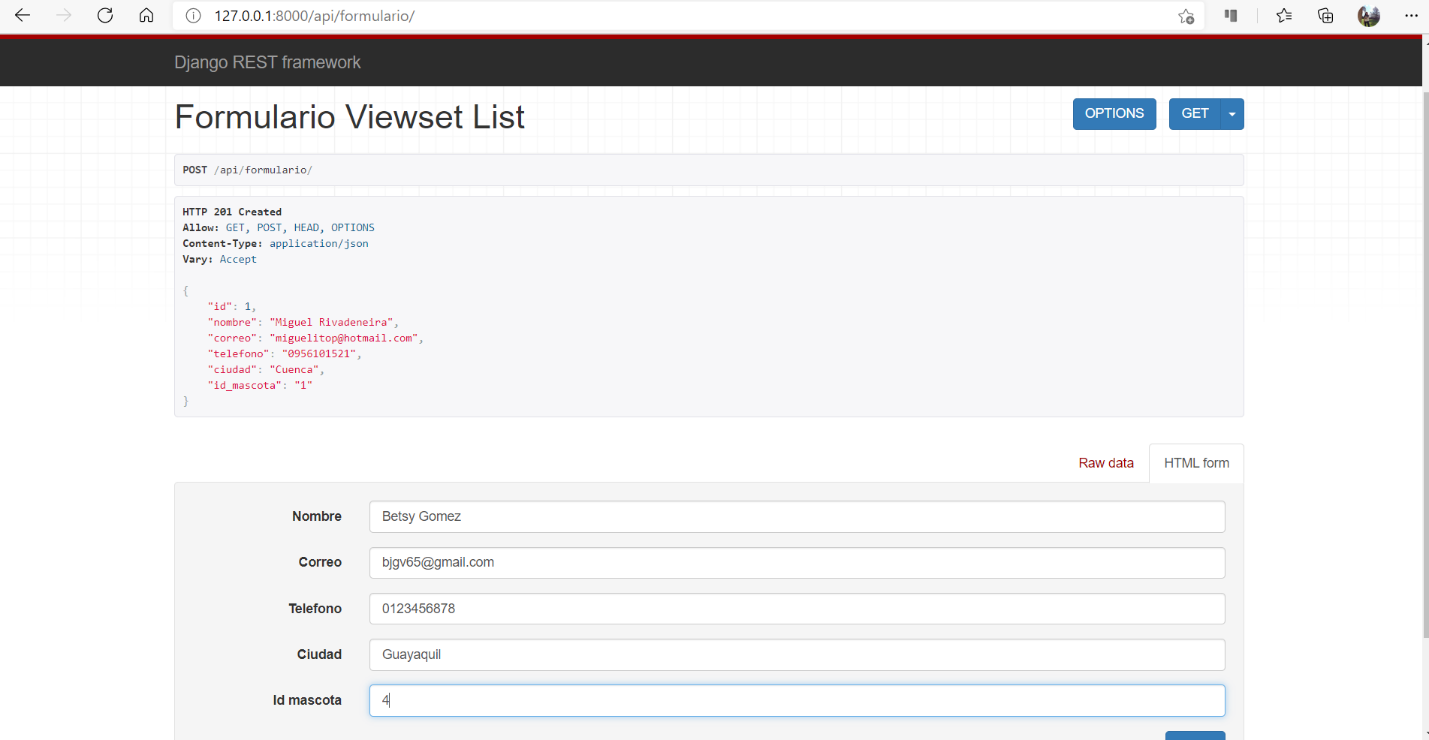 127.0.0.1:8000/api/formulario/
Django REST framework
Formulario Viewset List
OPTIONS
GET
POST /api/formulario/
HTTP 201 Created
Allow: GET, POST, HEAD, OPTIONS
Content-Type: application/json
Vary: Accept
{
"id": 1,
"nombre": "Miguel Rivadeneira",
"correo": "miguelitop@hotmail.com",
"telefono": "0956101521",
"ciudad": "Cuenca",
"id_mascota": "1"
}
Raw data
HTML form
Nombre
Betsy Gomez
Correo
bjgv65@gmail.com
Telefono
0123456878
Ciudad
Guayaquil
Id mascota
4